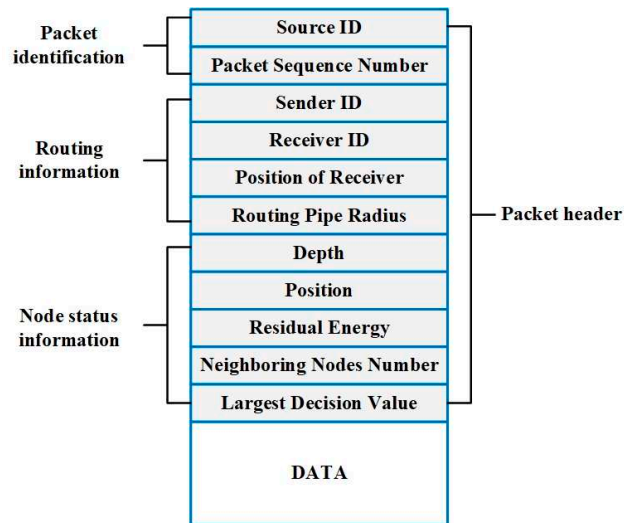 Packet
identification
Source ID
Packet Sequence Number
Routing
information
Sender ID
Receiver ID
Position of Receiver
Routing Pipe Radius
Packet header
Node status
information
Depth
Position
Residual Energy
Neighboring Nodes Number
Largest Decision Value
DATA